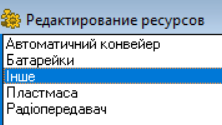 Редактирование ресурсов
Автоматичний конвейєр
Батарейки
Інше
Пластмаса
Радіопередавач